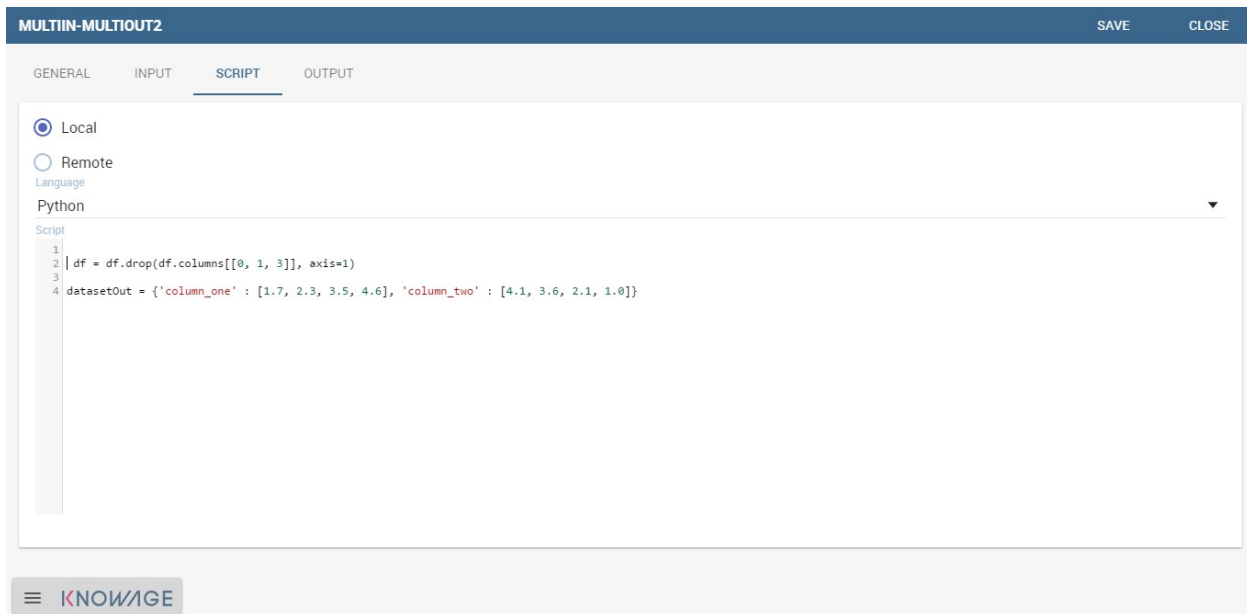 MULTIIN-MULTIOUT2 SAVE CLOSE
GENERAL INPUT SCRIPT OUTPUT
Local
Remote
Language
Python
Script
1
2 df = df.drop(df.columns[[0, 1, 3]], axis=1)
3
4 datasetOut = {'column_one' : [1.7, 2.3, 3.5, 4.6], 'column_two' : [4.1, 3.6, 2.1, 1.0]}
KNOWAGE